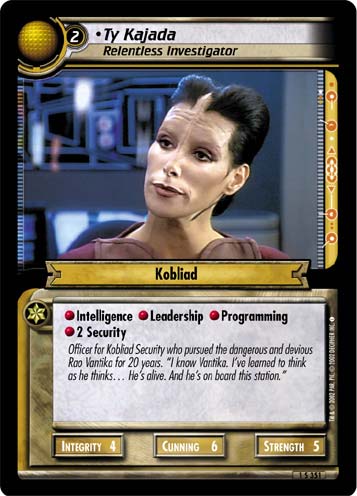 2
•Ty Kajada
Relentless Investigator
Kobliad
Intelligence Leadership Programming
2 Security
Officer for Kobliad Security who pursued the dangerous and devious
Rao Vantika for 20 years. "I know Vantika. I've learned to think
as he thinks… He's alive. And he's on board this station."
INTEGRITY 4
CUNNING 6
STRENGTH 5
1 S 351